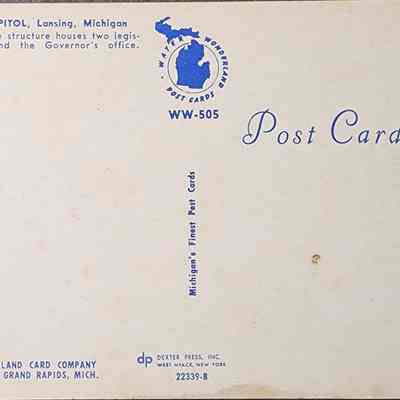 PITOL, Lansing, Michigan
structure houses two legis-
nd the Governor's office.
WATER WONDERLAND
POST CARDS
WW-505
Post Card
Michigan's Finest Post Cards
LAND CARD COMPANY
GRAND RAPIDS, MICH.
dp DEXTER PRESS, INC.
WEST NYACK, NEW YORK
22339-B